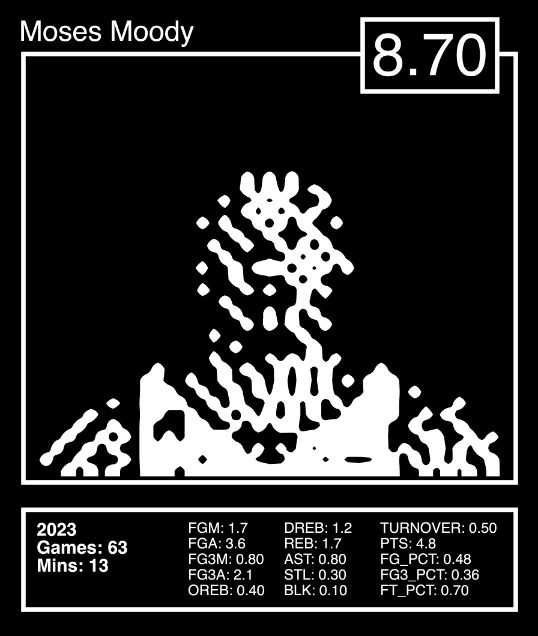 Moses Moody
8.70
2023
Games: 63
Mins: 13
FGM: 1.7
FGA: 3.6
FG3M: 0.80
FG3A: 2.1
OREB: 0.40
DREB: 1.2
REB: 1.7
AST: 0.80
STL: 0.30
BLK: 0.10
TURNOVER: 0.50
PTS: 4.8
FG_PCT: 0.48
FG3_PCT: 0.36
FT_PCT: 0.70